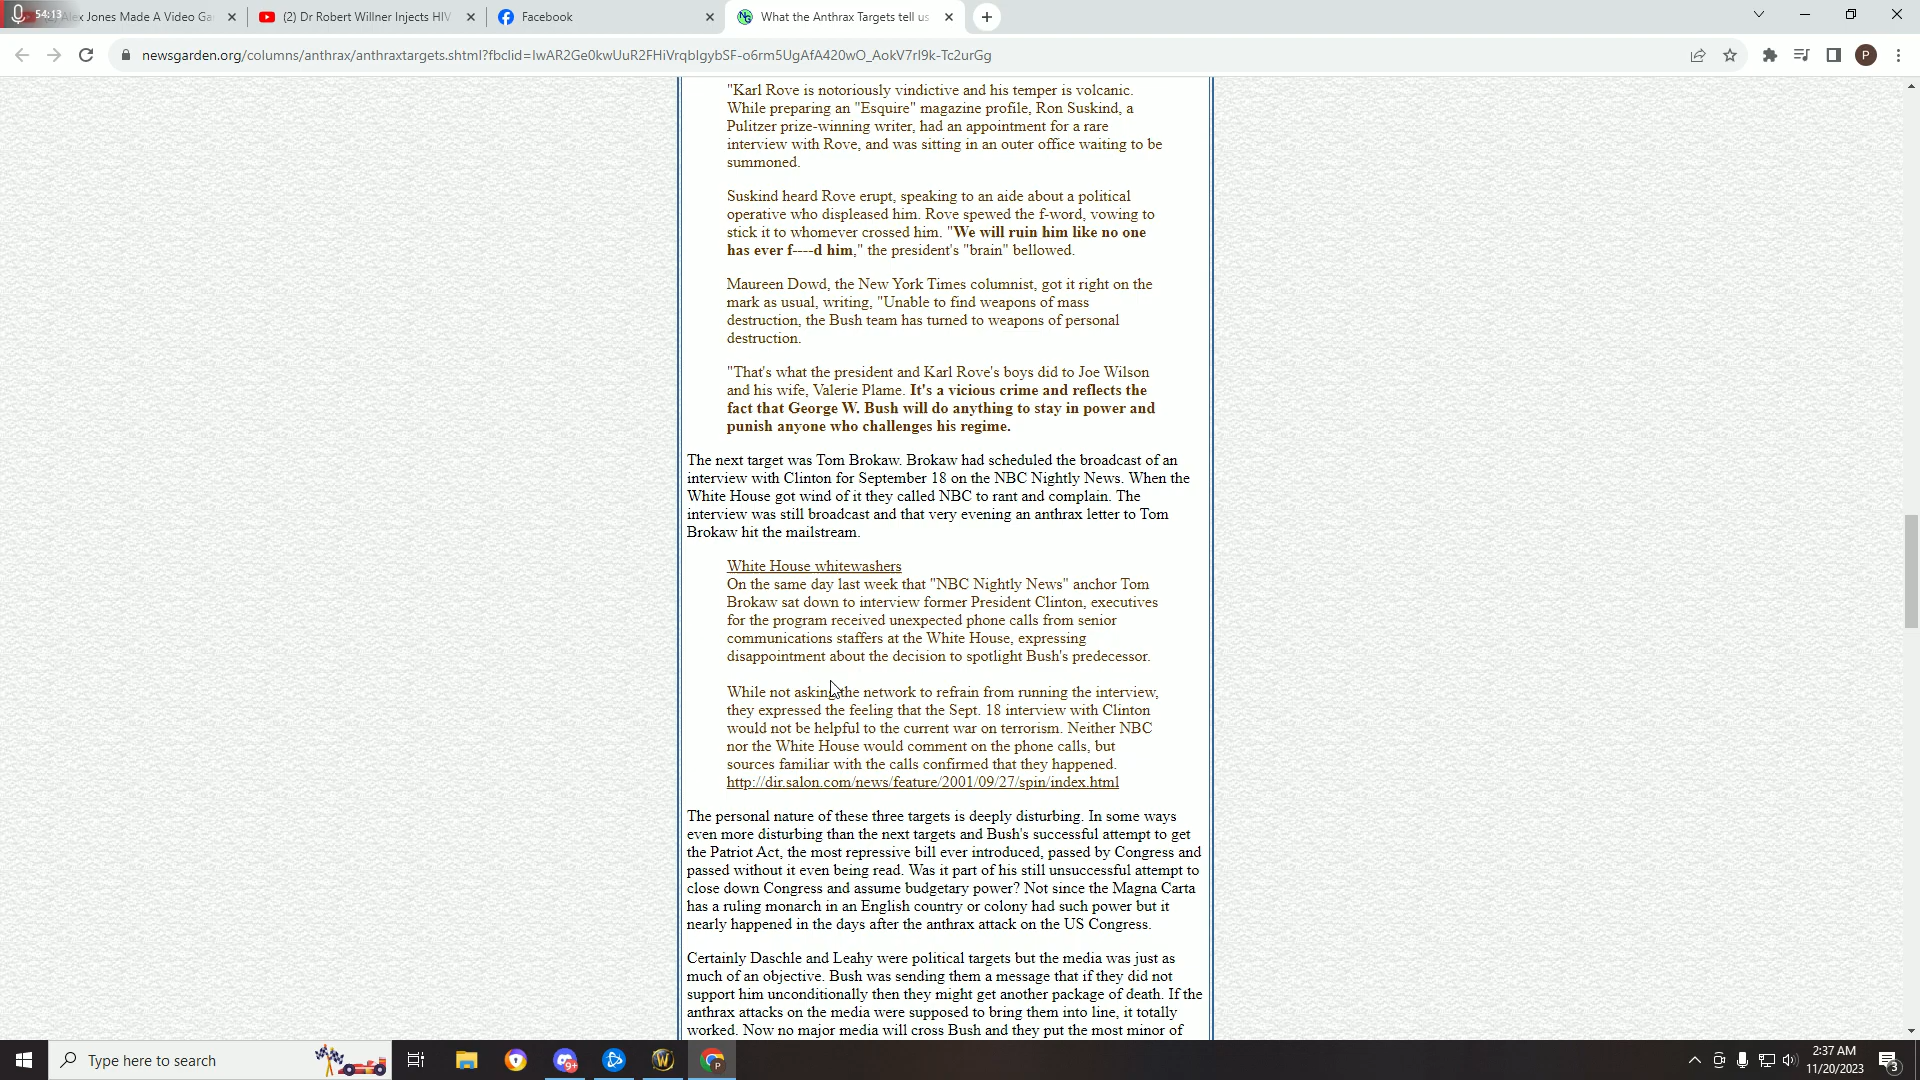 54:13
lex Jones Made A Video Ga
(2) Dr Robert Willner Injects HIV
Facebook
What the Anthrax Targets tell us
newsgarden.org/columns/anthrax/anthraxtargets.shtml?fbclid=IwAR2Ge0kwUuR2FHiVrqblgybSF-o6rm5UgAfA420wO_AokV7rI9k-Tc2urGg
P
"Karl Rove is notoriously vindictive and his temper is volcanic.
While preparing an "Esquire" magazine profile, Ron Suskind, a
Pulitzer prize-winning writer, had an appointment for a rare
interview with Rove, and was sitting in an outer office waiting to be
summoned.
Suskind heard Rove erupt, speaking to an aide about a political
operative who displeased him. Rove spewed the f-word, vowing to
stick it to whomever crossed him. "We will ruin him like no one
has ever f----d him," the president's "brain" bellowed.
Maureen Dowd, the New York Times columnist, got it right on the
mark as usual, writing, "Unable to find weapons of mass
destruction, the Bush team has turned to weapons of personal
destruction.
"That's what the president and Karl Rove's boys did to Joe Wilson
and his wife, Valerie Plame. It's a vicious crime and reflects the
fact that George W. Bush will do anything to stay in power and
punish anyone who challenges his regime.
The next target was Tom Brokaw. Brokaw had scheduled the broadcast of an
interview with Clinton for September 18 on the NBC Nightly News. When the
White House got wind of it they called NBC to rant and complain. The
interview was still broadcast and that very evening an anthrax letter to Tom
Brokaw hit the mailstream.
White House whitewashers
On the same day last week that "NBC Nightly News" anchor Tom
Brokaw sat down to interview former President Clinton, executives
for the program received unexpected phone calls from senior
communications staffers at the White House, expressing
disappointment about the decision to spotlight Bush's predecessor.
While not asking the network to refrain from running the interview,
they expressed the feeling that the Sept. 18 interview with Clinton
would not be helpful to the current war on terrorism. Neither NBC
nor the White House would comment on the phone calls, but
sources familiar with the calls confirmed that they happened.
http://dir.salon.com/news/feature/2001/09/27/spin/index.html
The personal nature of these three targets is deeply disturbing. In some ways
even more disturbing than the next targets and Bush's successful attempt to get
the Patriot Act, the most repressive bill ever introduced, passed by Congress and
passed without it even being read. Was it part of his still unsuccessful attempt to
close down Congress and assume budgetary power? Not since the Magna Carta
has a ruling monarch in an English country or colony had such power but it
nearly happened in the days after the anthrax attack on the US Congress.
Certainly Daschle and Leahy were political targets but the media was just as
much of an objective. Bush was sending them a message that if they did not
support him unconditionally then they might get another package of death. If the
anthrax attacks on the media were supposed to bring them into line, it totally
worked. Now no major media will cross Bush and they put the most minor of
Type here to search
9+
W
P
2:37 AM
11/20/2023
3